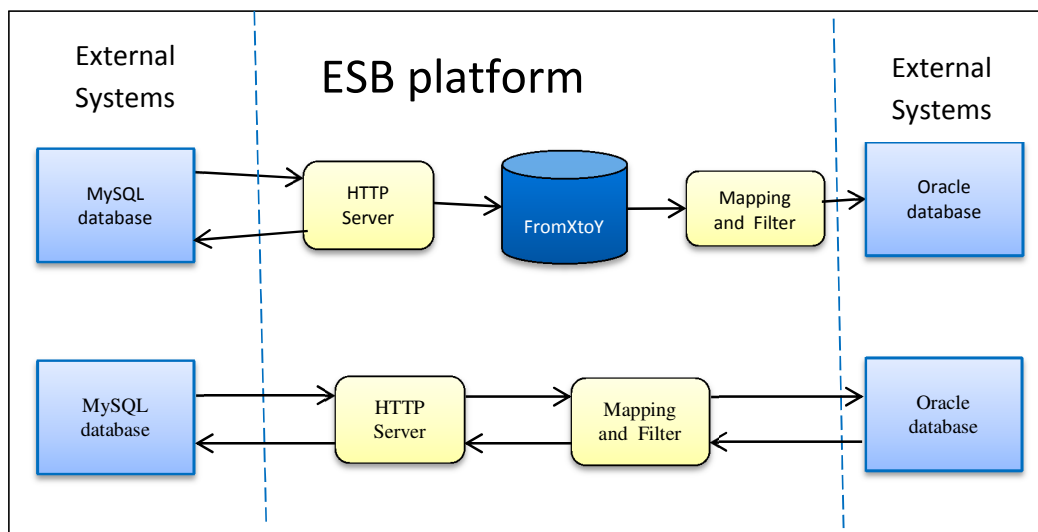 External
Systems
ESB platform
External
Systems
MySQL
database
HTTP
Server
FromXtoY
Mapping
and Filter
Oracle
database
MySQL
database
HTTP
Server
Mapping
and Filter
Oracle
database